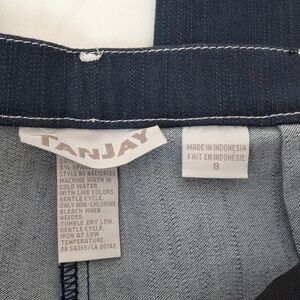 TANJAY
MACHINE WASH IN
COLD WATER
WITH LIKE COLORS
GENTLE CYCLE.
ONLY NON-CHLORINE
BLEACH WHEN
NEEDED.
TUMBLE DRY LOW
GENTLE CYCLE.
IRON AT LOW
TEMPERATURE.
MADE IN INDONESIA
FAIT EN INDONESIE
8